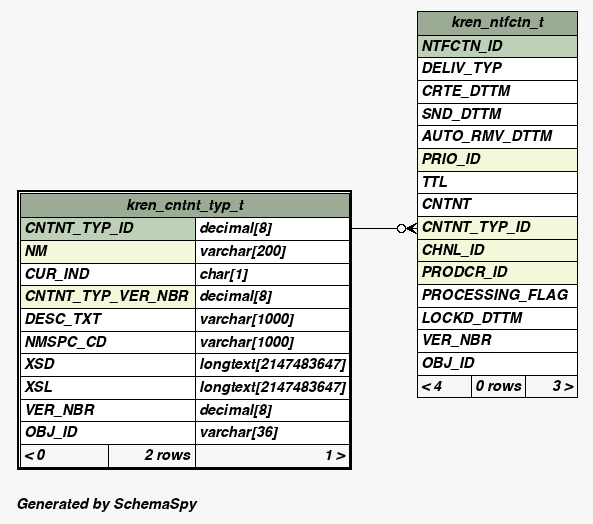 kren_ntfctn_t
NTFCTN_ID
DELIV_TYP
CRTE_DTTM
SND_DTTM
AUTO_RMV_DTTM
PRIO_ID
TTL
CNTNT
CNTNT_TYP_ID
CHNL_ID
PRODCR_ID
PROCESSING_FLAG
LOCKD_DTTM
VER_NBR
OBJ_ID
< 4 0 rows 3 >
kren_cntnt_typ_t
CNTNT_TYP_ID decimal[8]
NM varchar[200]
CUR_IND char[1]
CNTNT_TYP_VER_NBR decimal[8]
DESC_TXT varchar[1000]
NMSPC_CD varchar[1000]
XSD longtext[2147483647]
XSL longtext[2147483647]
VER_NBR decimal[8]
OBJ_ID varchar[36]
< 0 2 rows 1 >
Generated by SchemaSpy